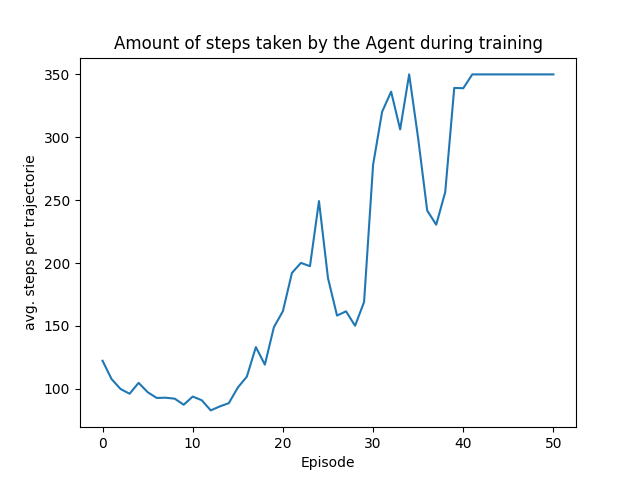 Amount of steps taken by the Agent during training
avg. steps per trajectorie
350
300
250
200
150
100
0 10 20 30 40 50
Episode